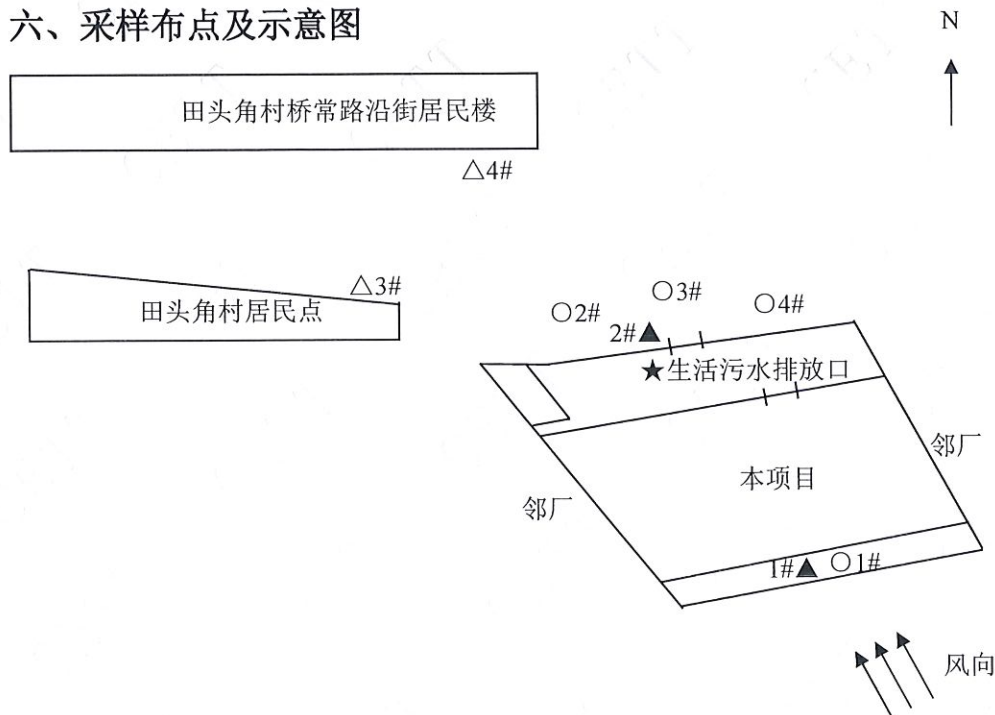 六、采样布点及示意图
N
田头角村桥常路沿街居民楼
△4#
△3#
田头角村居民点
○2#
○3#
○4#
2#▲
★生活污水排放口
邻厂
本项目
邻厂
1#▲ ○1#
风向